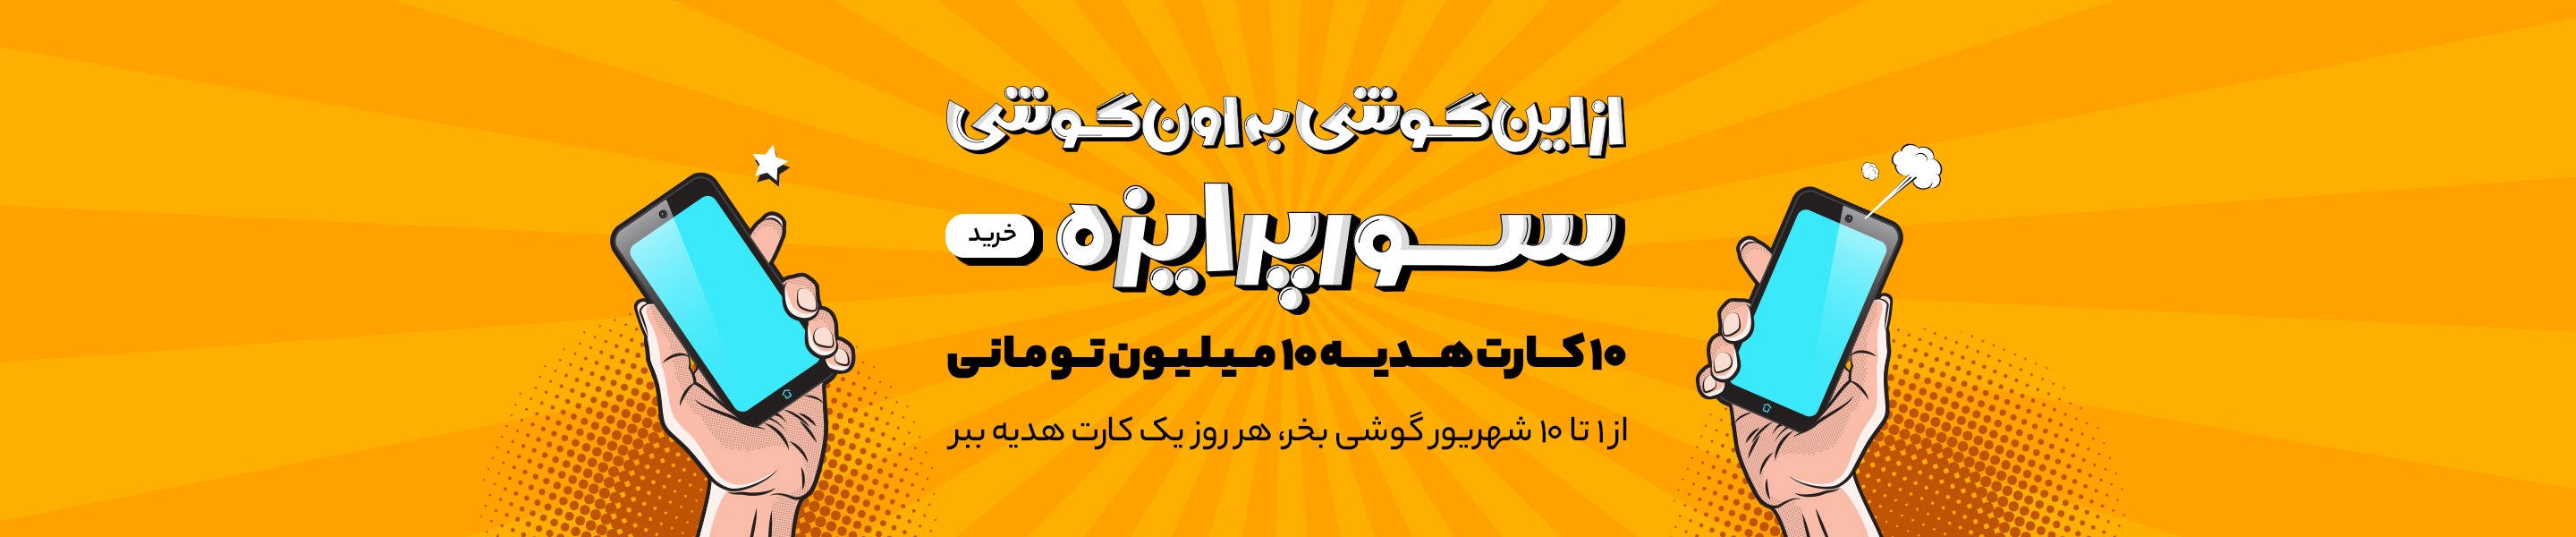 از این گوشی به اون گوشی
سورپرایزه
خرید
۱۰ کارت هدیه ۱۰ میلیون تومانی
از ۱ تا ۱۰ شهریور گوشی بخر، هر روز یک کارت هدیه ببر